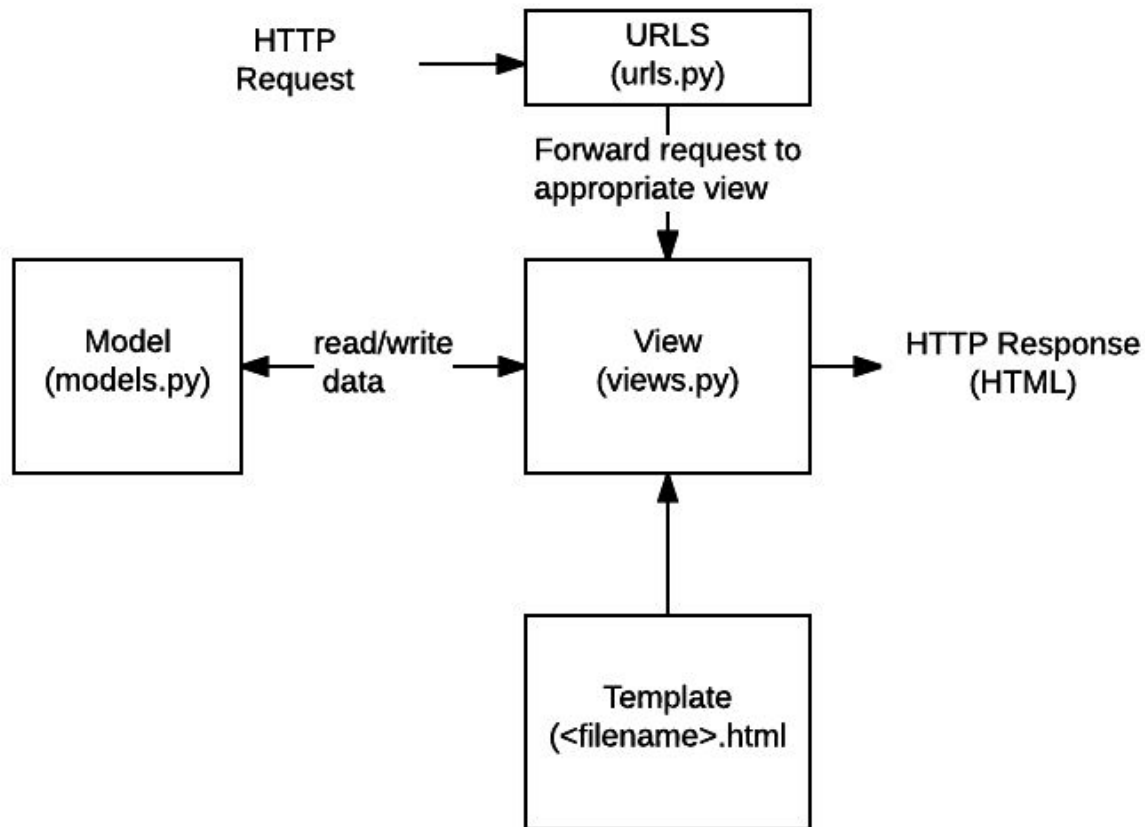 HTTP
Request
URLS
(urls.py)
Forward request to
appropriate view
Model
(models.py)
read/write
data
View
(views.py)
HTTP Response
(HTML)
Template
(<filename>.html